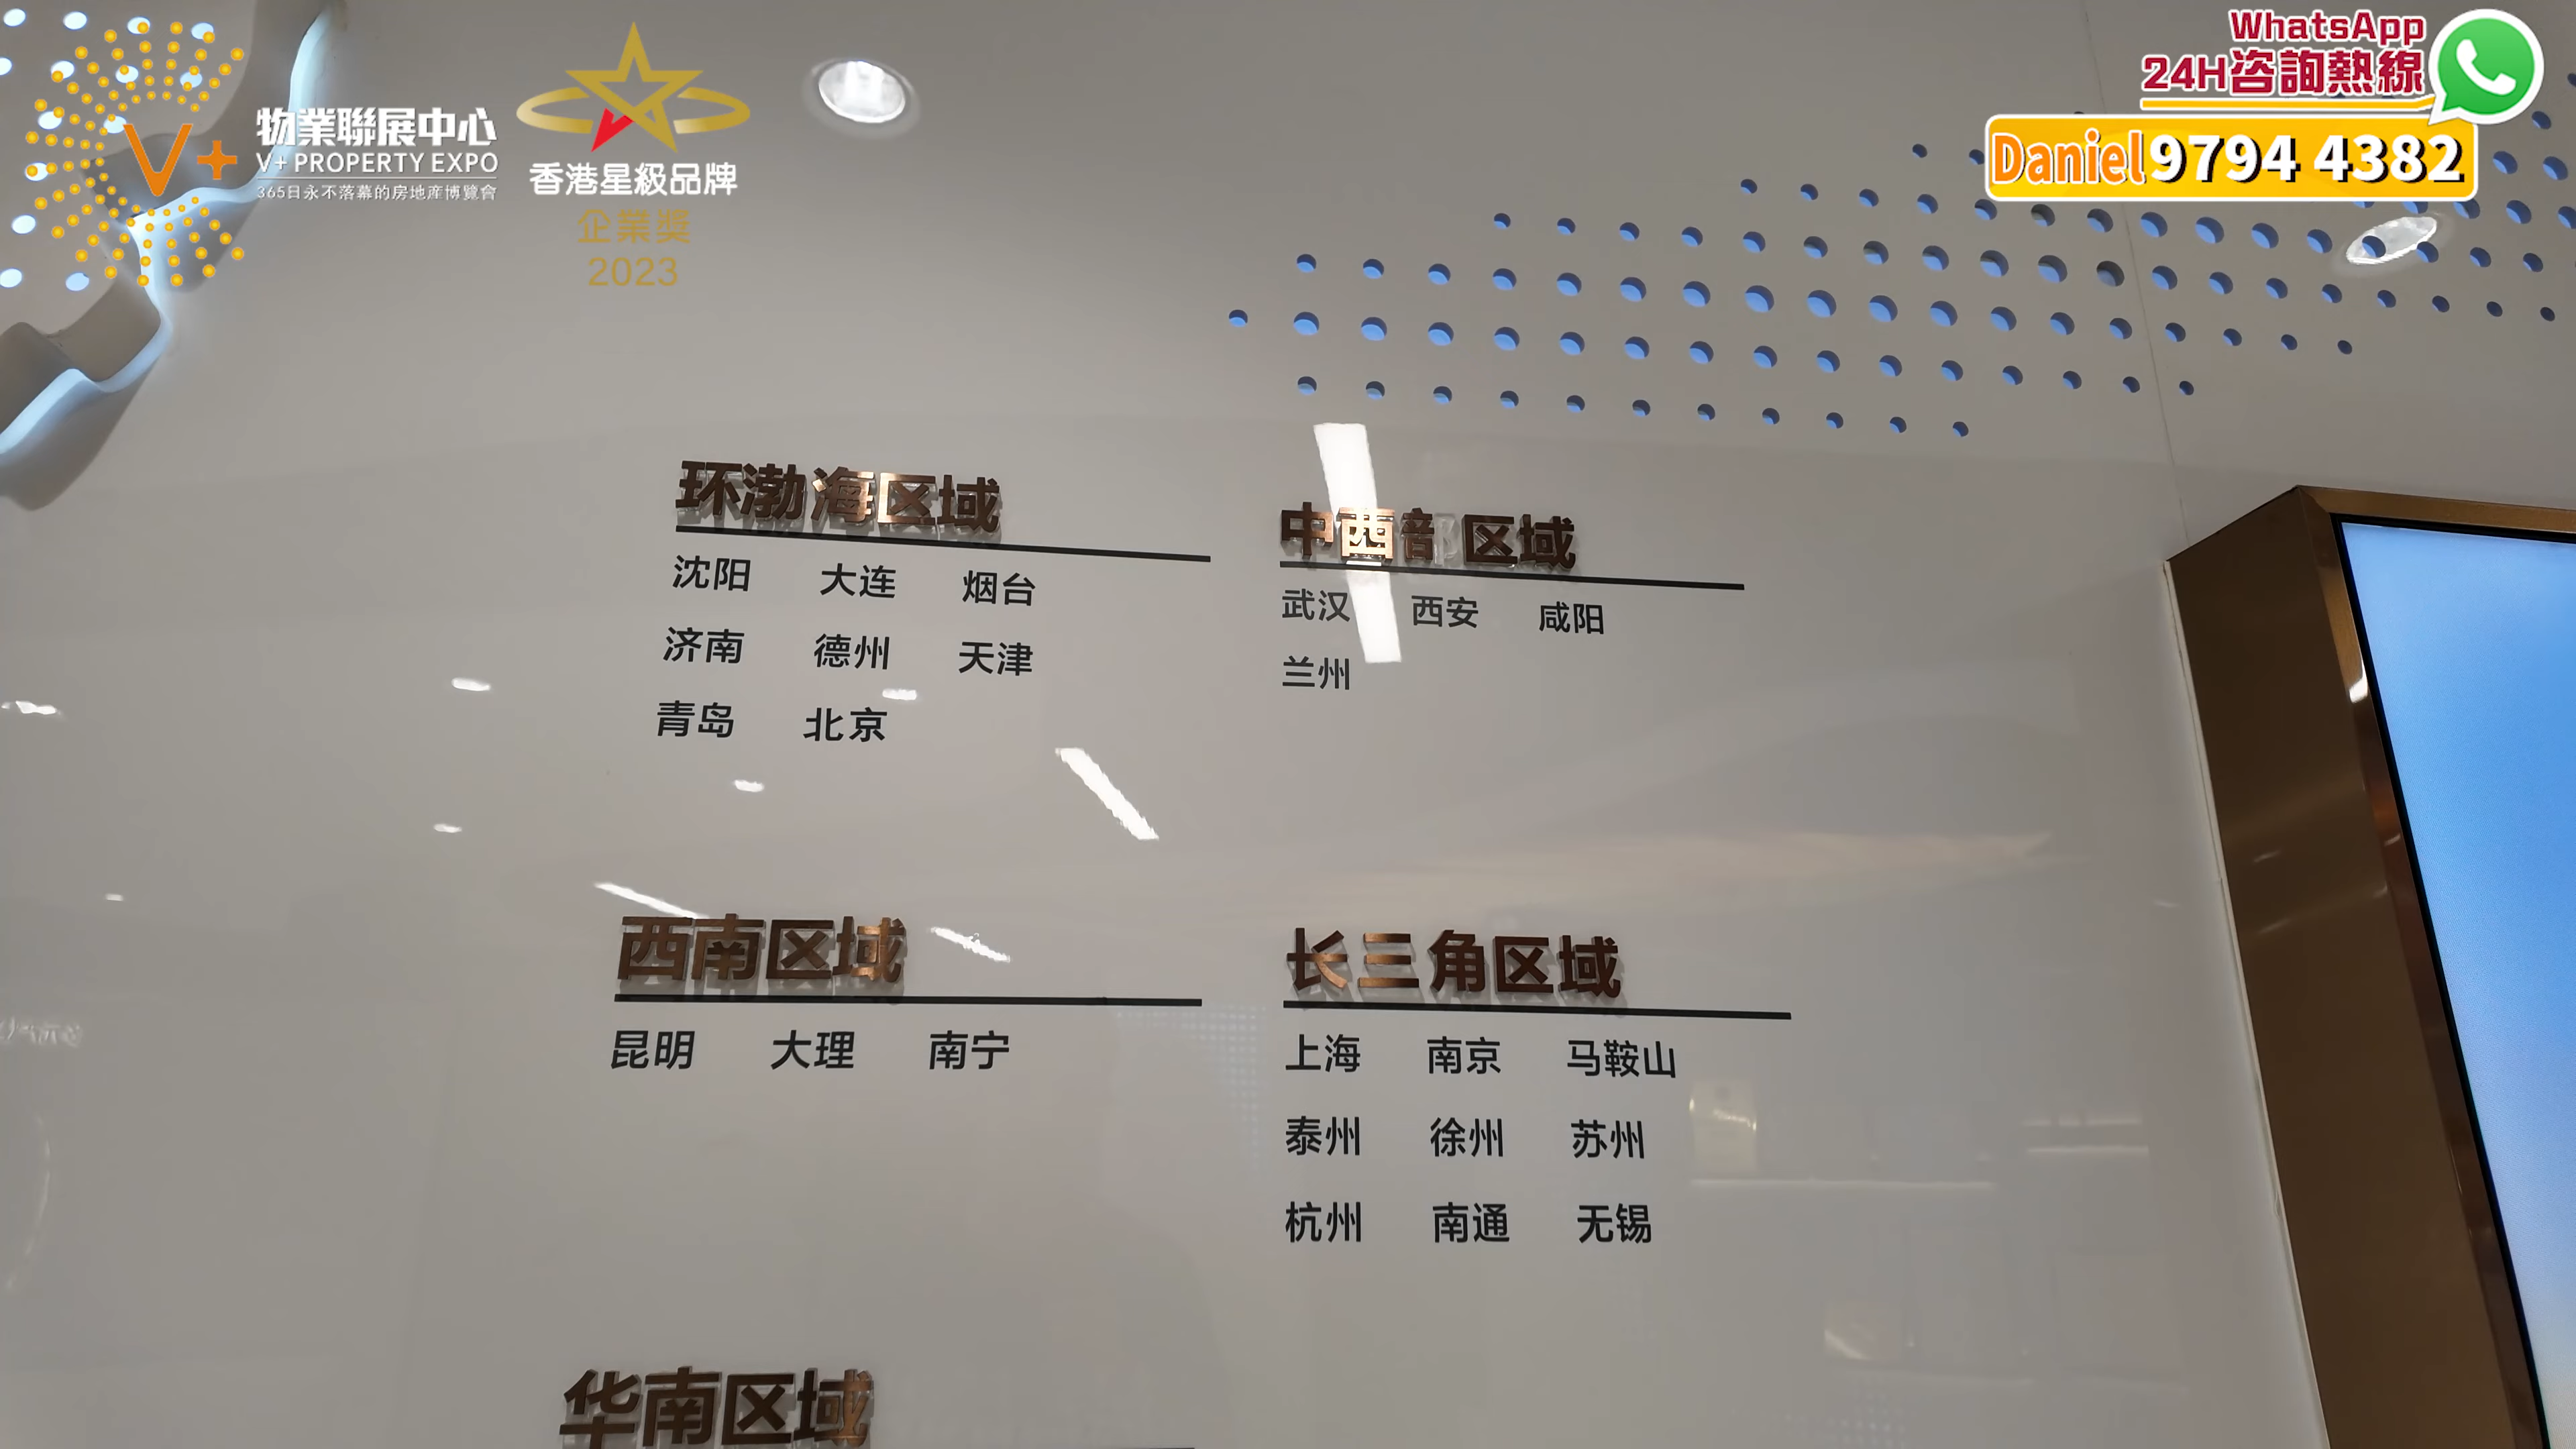 物業聯展中心
V+ PROPERTY EXPO
365日永不落幕的房地産博覽會
香港星級品牌
企業獎
2023
WhatsApp
24H咨詢熱線
Daniel 9794 4382
环渤海区域
沈阳 大连 烟台
济南 德州 天津
青岛 北京
中西部区域
武汉 西安 咸阳
兰州
西南区域
昆明 大理 南宁
长三角区域
上海 南京 马鞍山
泰州 徐州 苏州
杭州 南通 无锡
华南区域